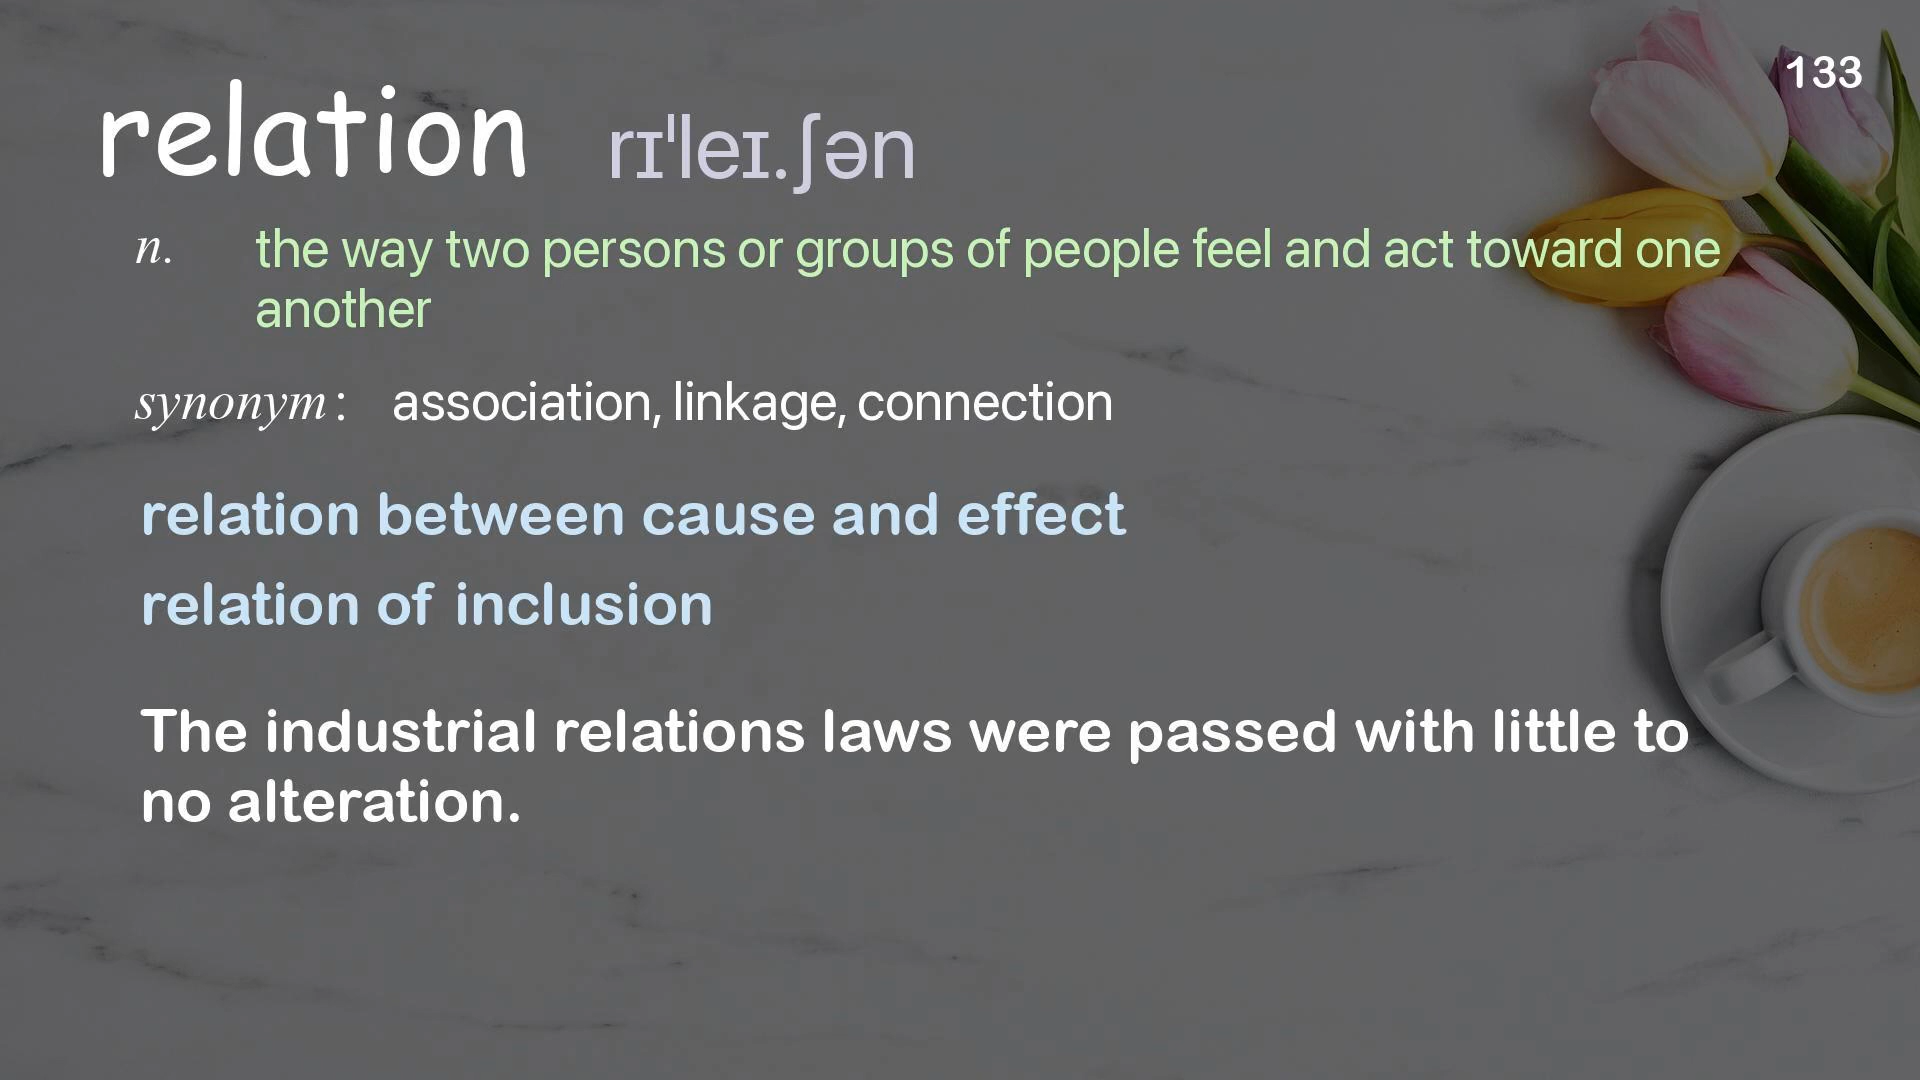 133
relation rɪˈleɪ.ʃən
n. the way two persons or groups of people feel and act toward one
another
synonym: association, linkage, connection
relation between cause and effect
relation of inclusion
The industrial relations laws were passed with little to
no alteration.